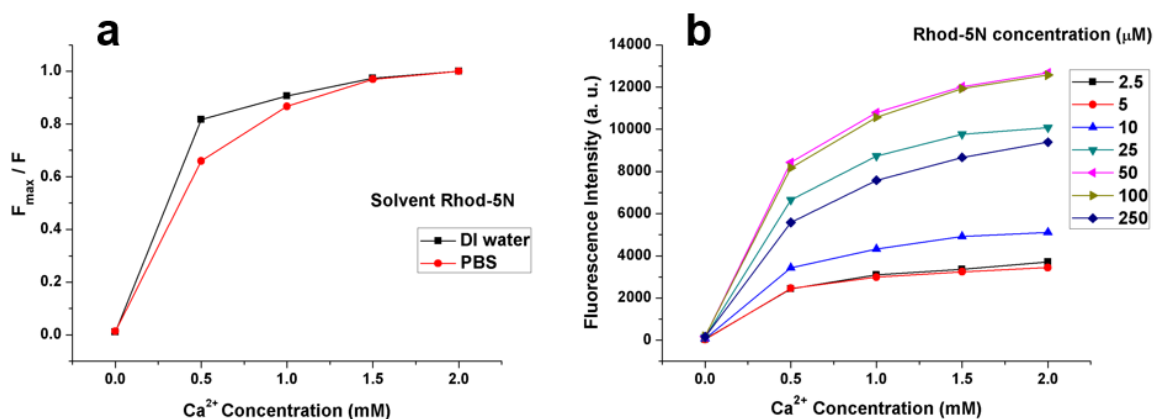 a
F_max / F
1.0
0.8
0.6
0.4
0.2
0.0
0.0 0.5 1.0 1.5 2.0
Ca²⁺ Concentration (mM)
Solvent Rhod-5N
DI water
PBS
b
Rhod-5N concentration (μM)
Fluorescence Intensity (a. u.)
14000
12000
10000
8000
6000
4000
2000
0
0.0 0.5 1.0 1.5 2.0
Ca²⁺ Concentration (mM)
2.5
5
10
25
50
100
250